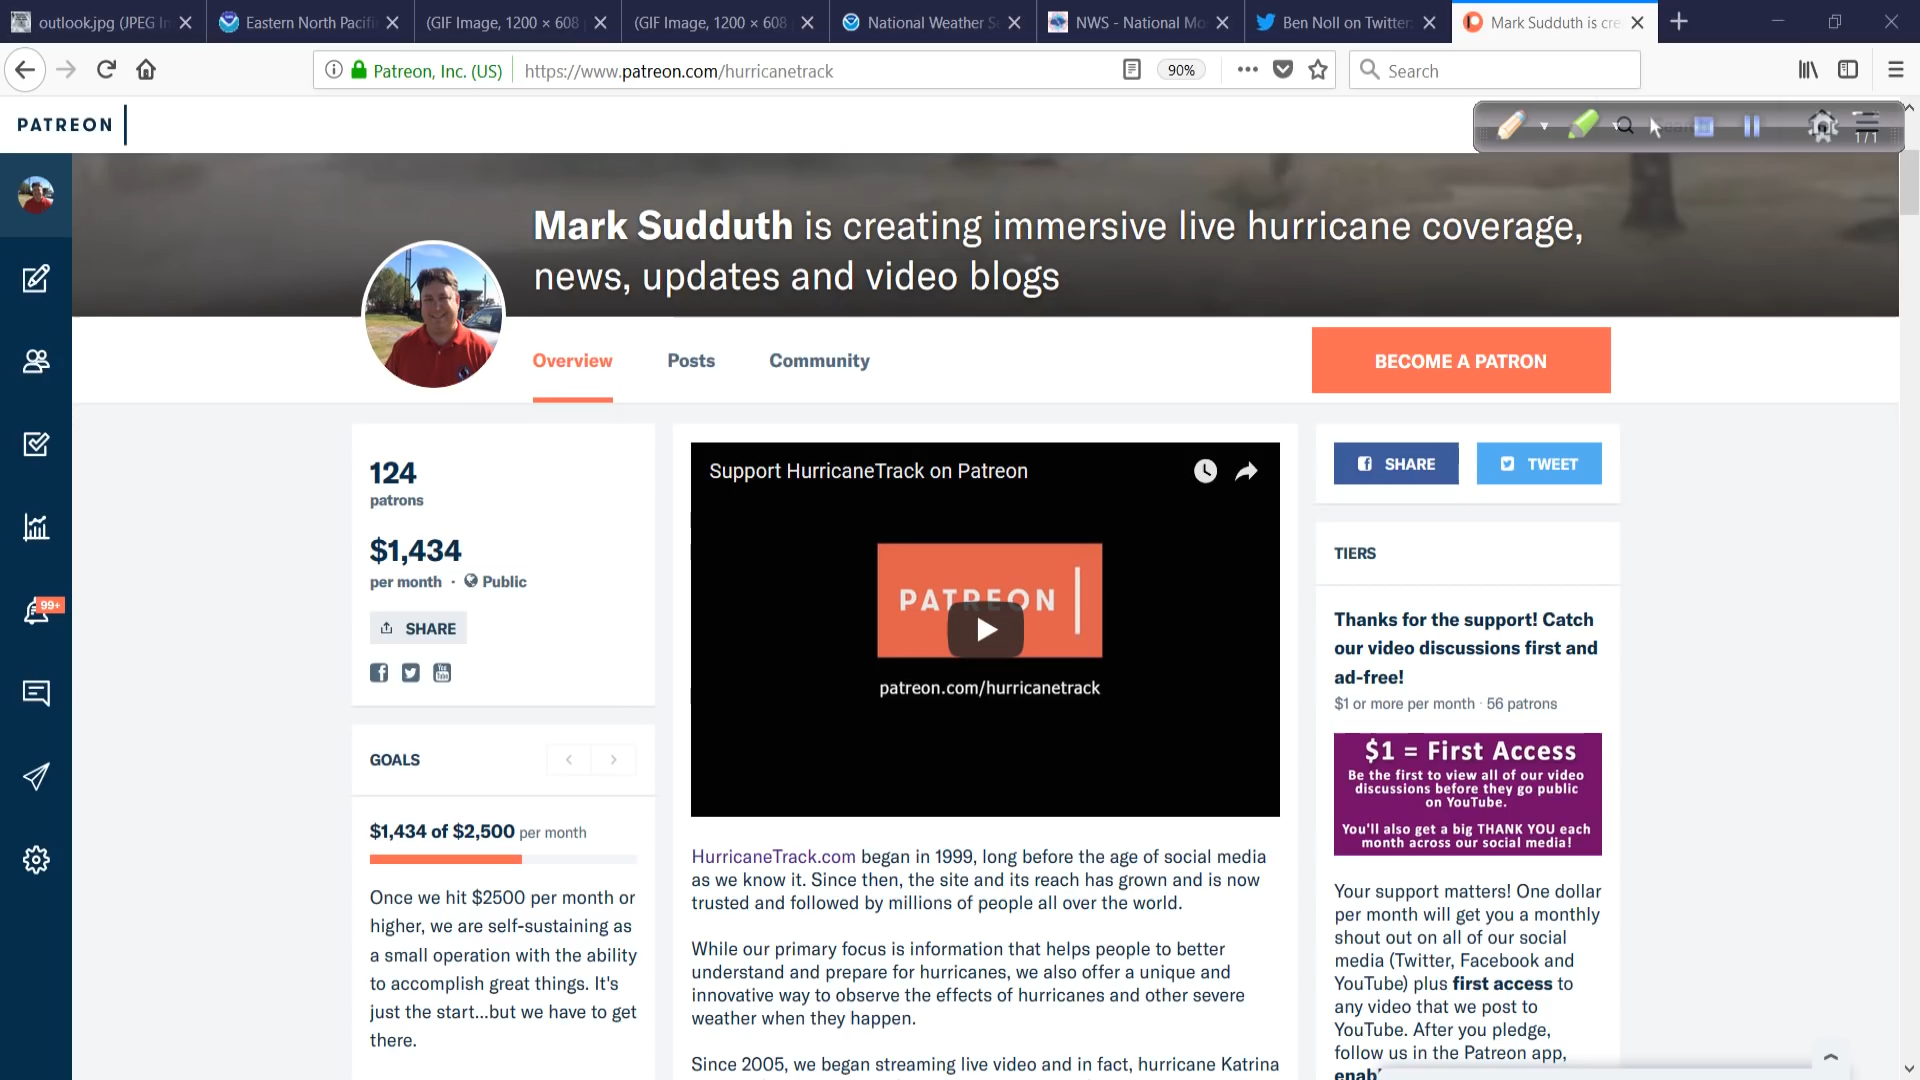 outlook.jpg (JPEG In
Eastern North Pacifi
(GIF Image, 1200 × 608
(GIF Image, 1200 × 608
National Weather S
NWS - National Mo
Ben Noll on Twitter:
Mark Sudduth is cre
Patreon, Inc. (US)
https://www.patreon.com/hurricanetrack
90%
Search
PATREON
1/1
Mark Sudduth is creating immersive live hurricane coverage,
news, updates and video blogs
Overview
Posts
Community
BECOME A PATRON
124
patrons
$1,434
per month · Public
SHARE
GOALS
$1,434 of $2,500 per month
Once we hit $2500 per month or
higher, we are self-sustaining as
a small operation with the ability
to accomplish great things. It's
just the start...but we have to get
there.
99+
Support HurricaneTrack on Patreon
PATREON
patreon.com/hurricanetrack
HurricaneTrack.com began in 1999, long before the age of social media
as we know it. Since then, the site and its reach has grown and is now
trusted and followed by millions of people all over the world.
While our primary focus is information that helps people to better
understand and prepare for hurricanes, we also offer a unique and
innovative way to observe the effects of hurricanes and other severe
weather when they happen.
Since 2005, we began streaming live video and in fact, hurricane Katrina
SHARE
TWEET
TIERS
Thanks for the support! Catch
our video discussions first and
ad-free!
$1 or more per month · 56 patrons
$1 = First Access
Be the first to view all of our video
discussions before they go public
on YouTube.
You'll also get a big THANK YOU each
month across our social media!
Your support matters! One dollar
per month will get you a monthly
shout out on all of our social
media (Twitter, Facebook and
YouTube) plus first access to
any video that we post to
YouTube. After you pledge,
follow us in the Patreon app,